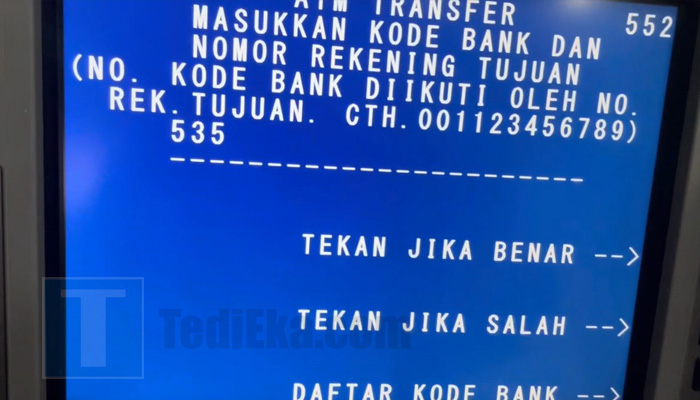 ATM TRANSFER
552
MASUKKAN KODE BANK DAN
NOMOR REKENING TUJUAN
(NO. KODE BANK DIIKUTI OLEH NO.
REK.TUJUAN. CTH.001123456789)
535
------------------------
TEKAN JIKA BENAR -->
TEKAN JIKA SALAH -->
DAFTAR KODE BANK -->
T TediEka.com